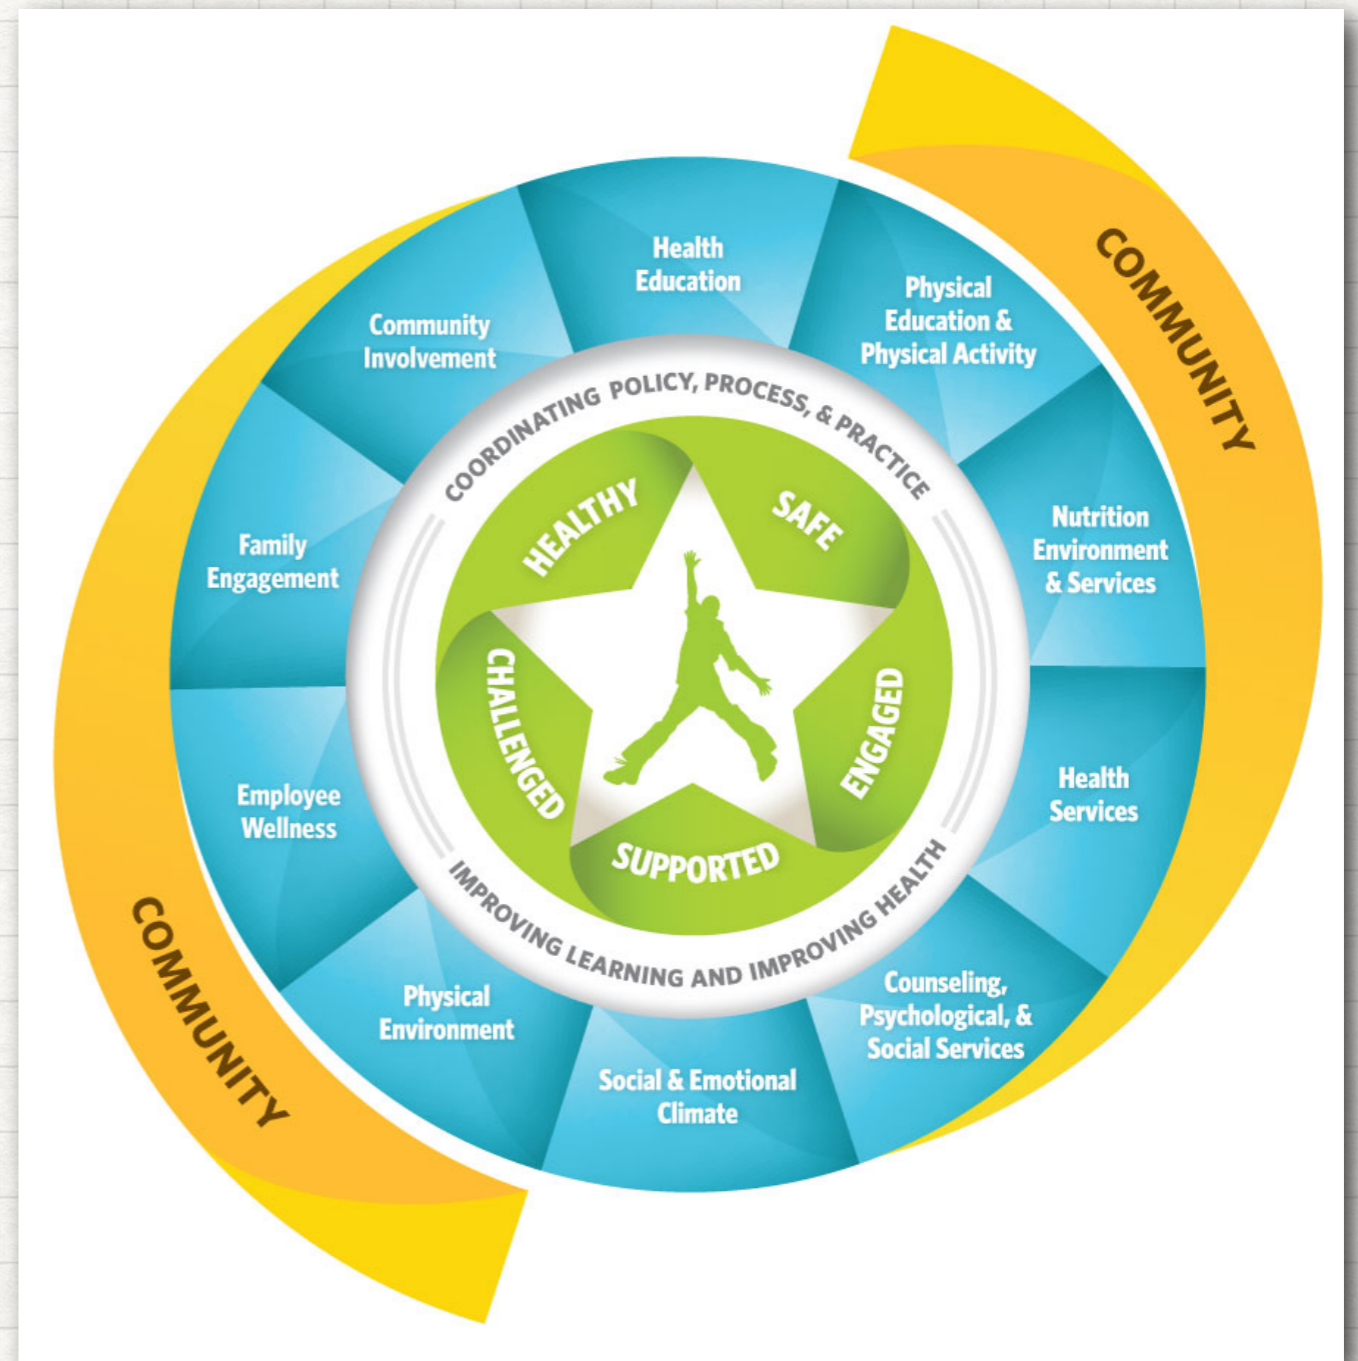 COMMUNITY
Health
Education
Physical
Education &
Physical Activity
Nutrition
Environment
& Services
Health
Services
Counseling,
Psychological, &
Social Services
Social & Emotional
Climate
Physical
Environment
Employee
Wellness
Family
Engagement
Community
Involvement
COORDINATING POLICY, PROCESS, & PRACTICE
IMPROVING LEARNING AND IMPROVING HEALTH
HEALTHY
SAFE
ENGAGED
SUPPORTED
CHALLENGED
COMMUNITY